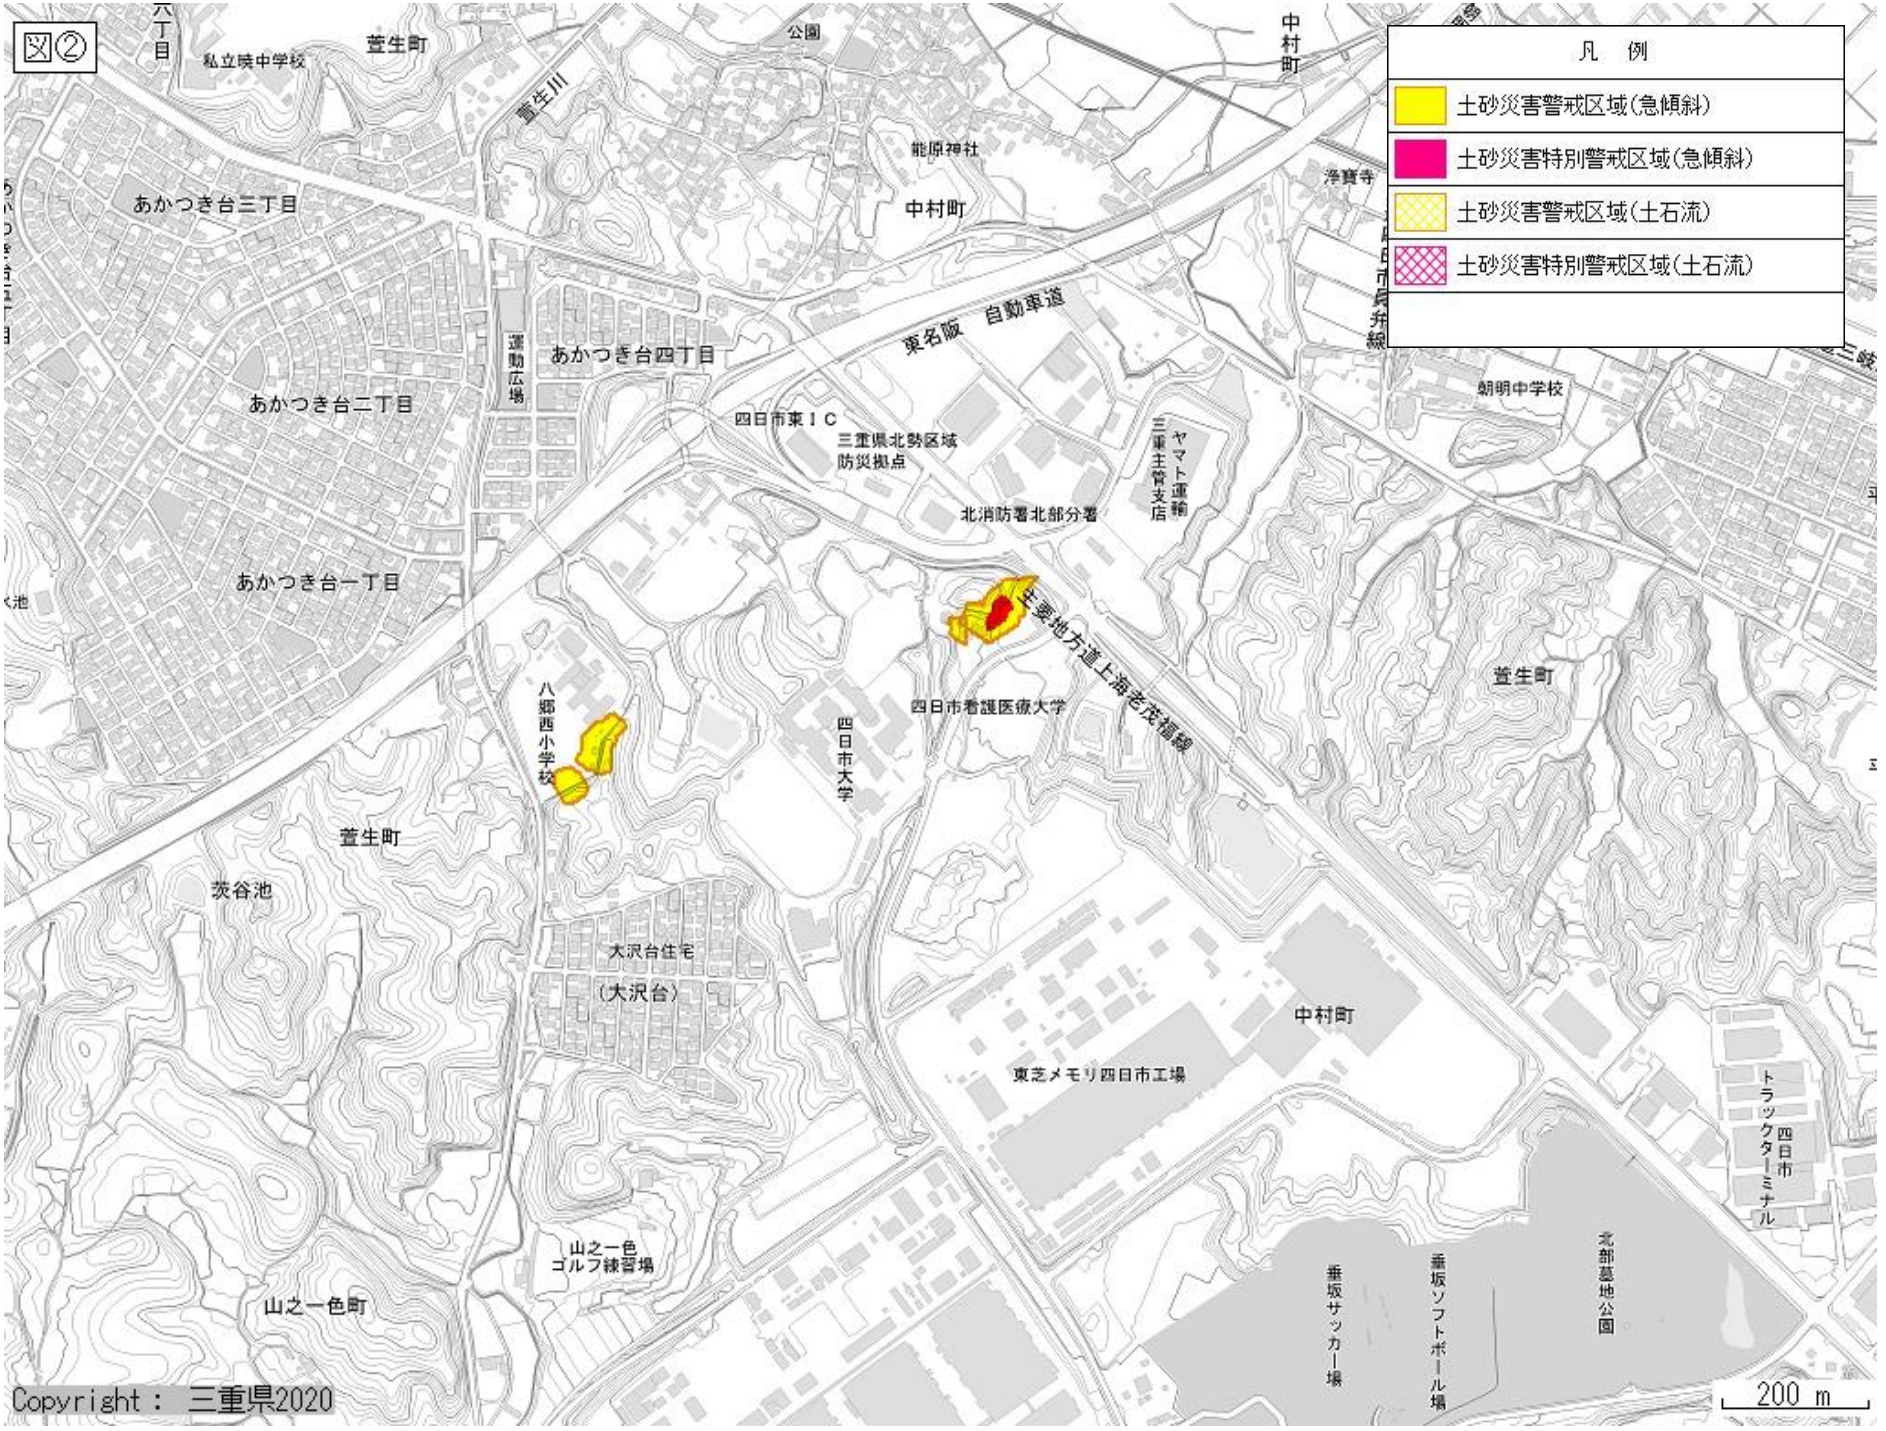 図②
六丁目
私立暁中学校
萱生町
公園
中村町
萱生川
凡 例
土砂災害警戒区域(急傾斜)
土砂災害特別警戒区域(急傾斜)
土砂災害警戒区域(土石流)
土砂災害特別警戒区域(土石流)
能原神社
中村町
浄寶寺
あかつき台三丁目
東名阪 自動車道
運動広場
あかつき台四丁目
あかつき台二丁目
朝明中学校
四日市東IC
三重県北勢区域
防災拠点
ヤマト運輸
三重主管支店
北消防署北部分署
あかつき台一丁目
主要地方道上海老茂福線
八郷西小学校
四日市看護医療大学
四日市大学
萱生町
萱生町
茨谷池
大沢台住宅
(大沢台)
中村町
東芝メモリ四日市工場
四日市
トラックターミナル
山之一色
ゴルフ練習場
山之一色町
垂坂サッカー場
垂坂ソフトボール場
北部墓地公園
Copyright : 三重県2020
200 m